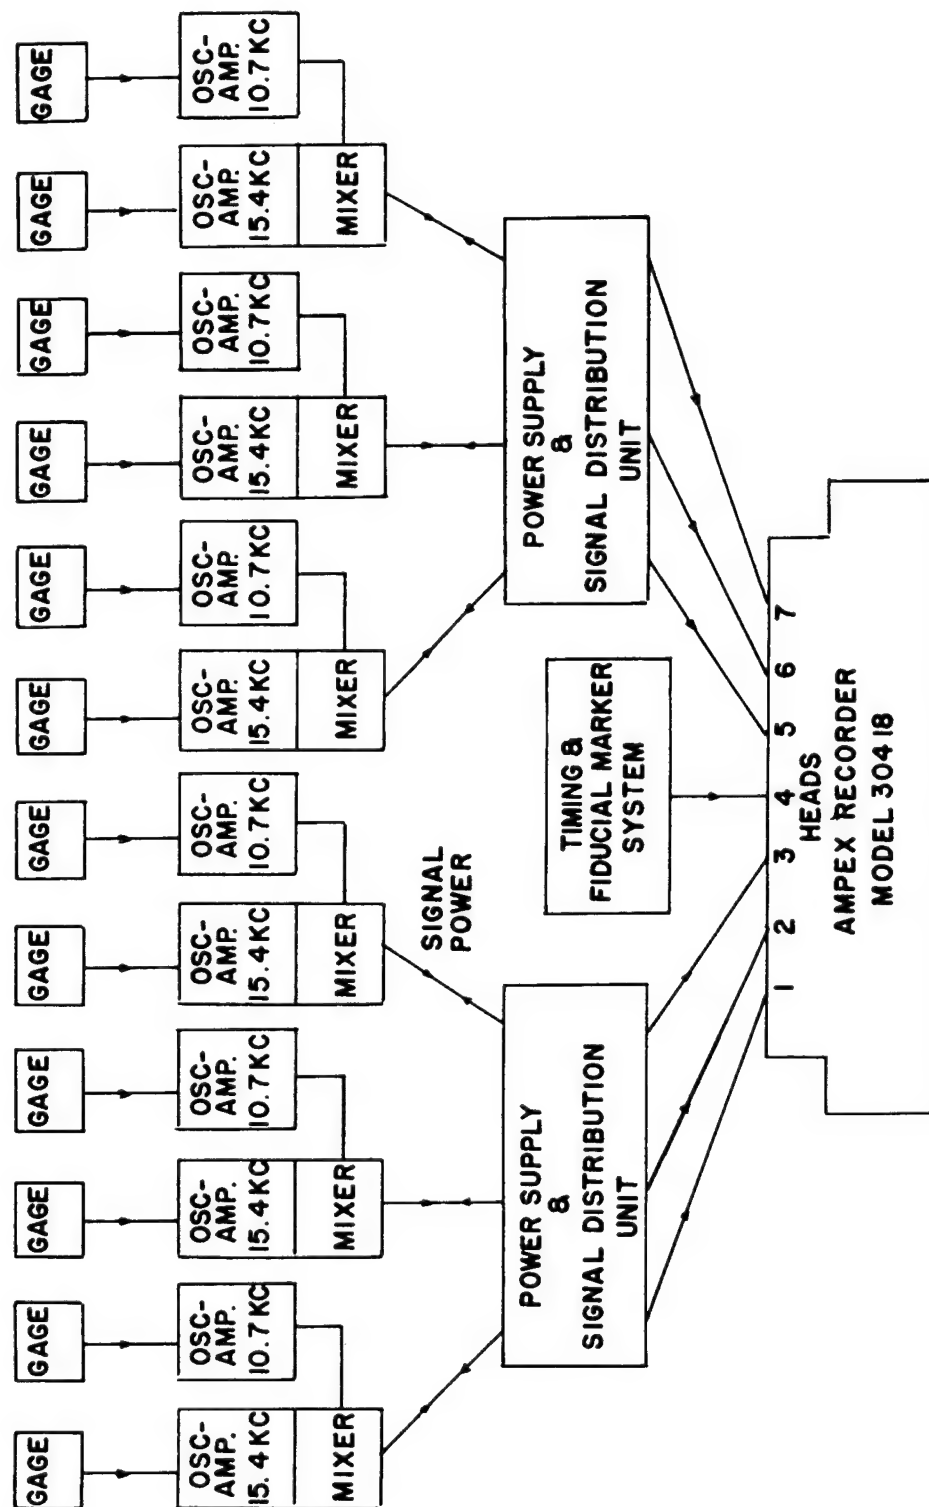 GAGE
GAGE
GAGE
GAGE
GAGE
GAGE
GAGE
GAGE
GAGE
GAGE
GAGE
GAGE
OSC-
AMP.
15.4KC
OSC-
AMP.
10.7KC
OSC-
AMP.
15.4KC
OSC-
AMP.
10.7KC
OSC-
AMP.
15.4KC
OSC-
AMP.
10.7KC
OSC-
AMP.
15.4KC
OSC-
AMP.
10.7KC
OSC-
AMP.
15.4KC
OSC-
AMP.
10.7KC
OSC-
AMP.
15.4KC
OSC-
AMP.
10.7KC
MIXER
MIXER
MIXER
MIXER
MIXER
MIXER
SIGNAL
POWER
POWER SUPPLY
&
SIGNAL DISTRIBUTION
UNIT
POWER SUPPLY
&
SIGNAL DISTRIBUTION
UNIT
TIMING &
FIDUCIAL MARKER
SYSTEM
1 2 3 4 5 6 7
HEADS
AMPEX RECORDER
MODEL 30418